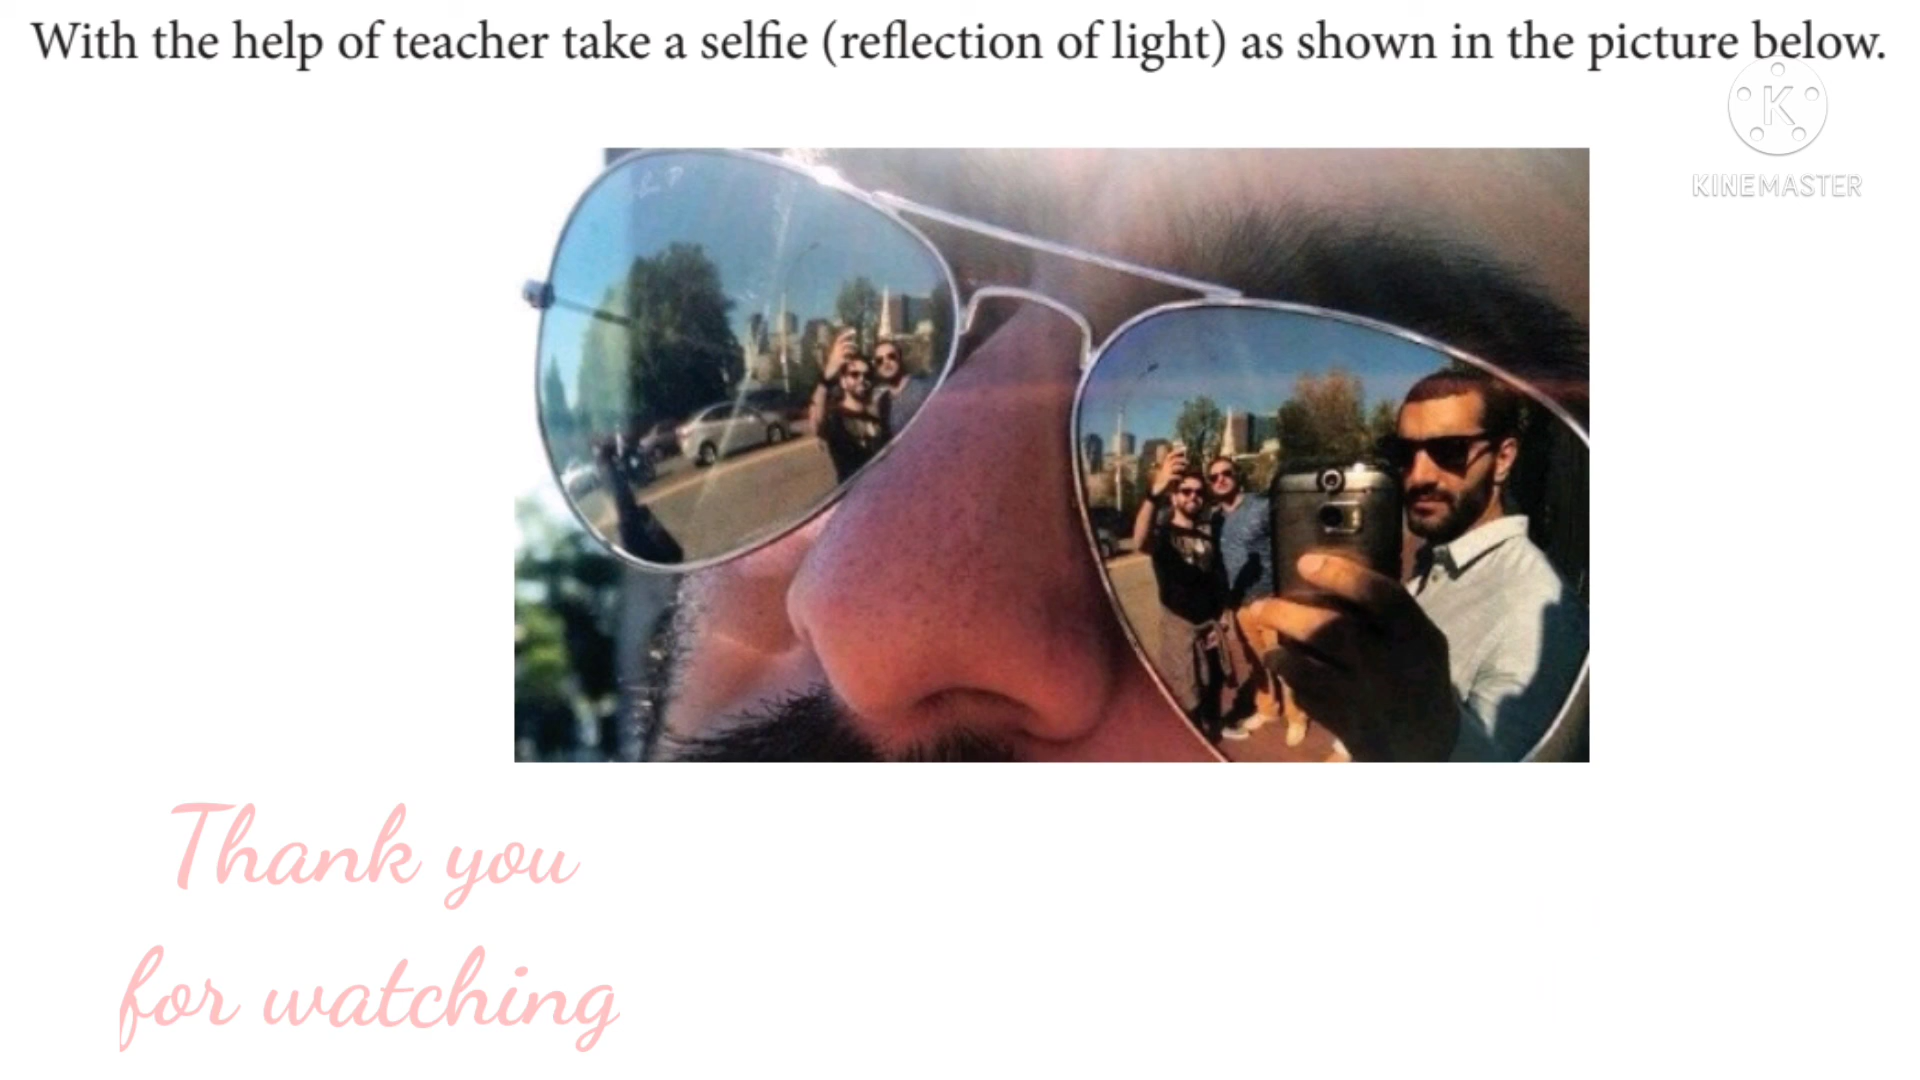 With the help of teacher take a selfie (reflection of light) as shown in the picture below.
K
KINEMASTER
Thank you
for watching